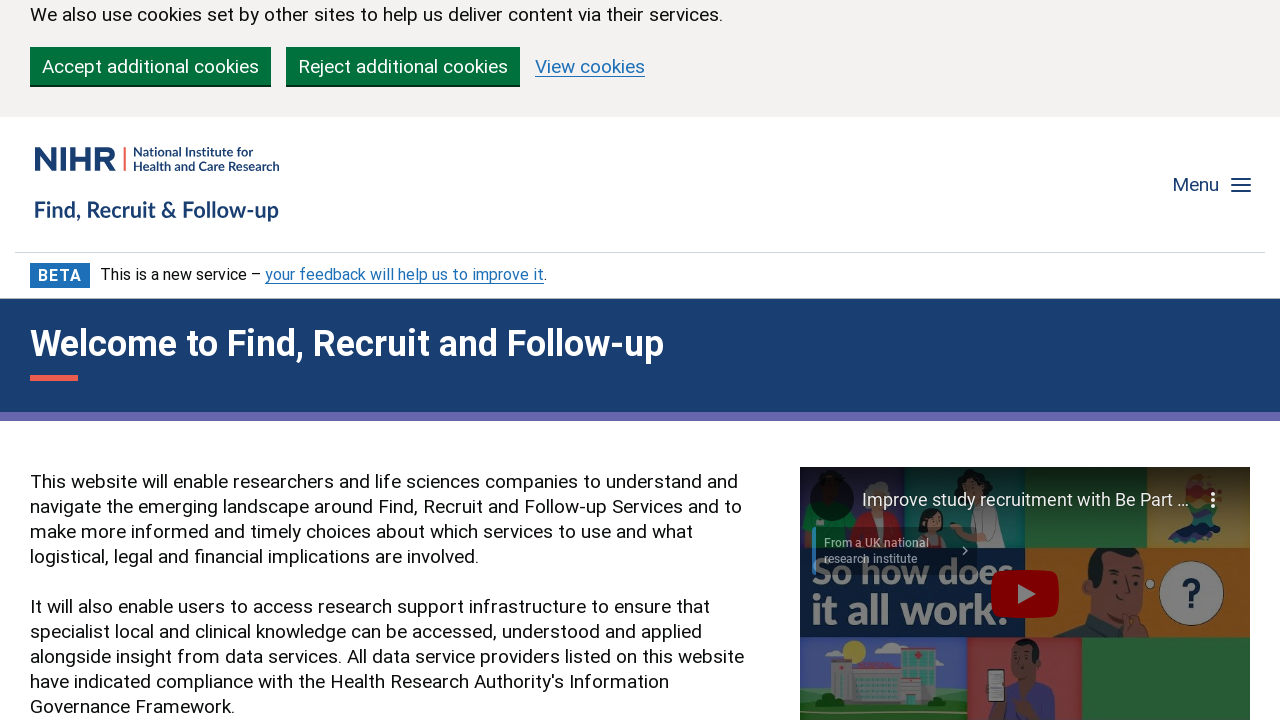 We also use cookies set by other sites to help us deliver content via their services.
Accept additional cookies
Reject additional cookies
View cookies
NIHR | National Institute for
Health and Care Research
Find, Recruit & Follow-up
Menu
BETA
This is a new service – your feedback will help us to improve it.
Welcome to Find, Recruit and Follow-up
This website will enable researchers and life sciences companies to understand and
navigate the emerging landscape around Find, Recruit and Follow-up Services and to
make more informed and timely choices about which services to use and what
logistical, legal and financial implications are involved.
It will also enable users to access research support infrastructure to ensure that
specialist local and clinical knowledge can be accessed, understood and applied
alongside insight from data services. All data service providers listed on this website
have indicated compliance with the Health Research Authority's Information
Governance Framework.
Improve study recruitment with Be Part ...
From a UK national
research institute
So how does
it all work?
?